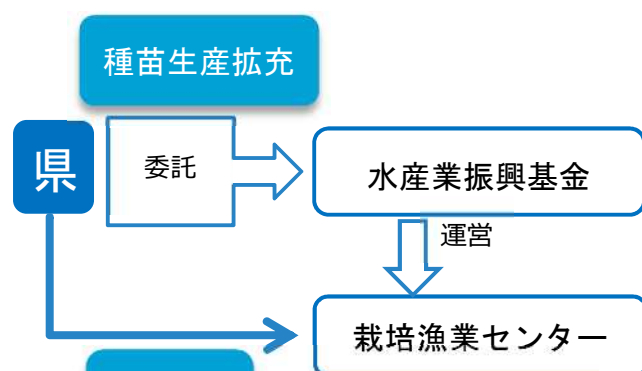 種苗生産拡充
県
委託
水産業振興基金
運営
栽培漁業センター